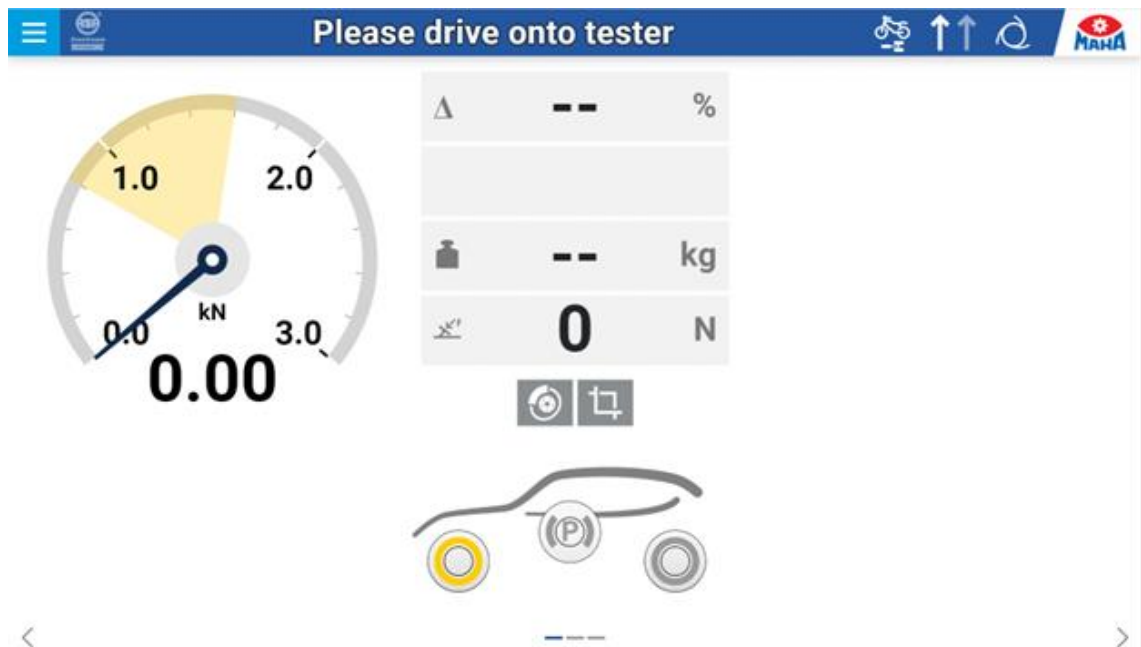 Please drive onto tester
MAHA
Δ -- %
1.0 2.0
-- kg
kN
0.0 3.0
0 N
0.00
P